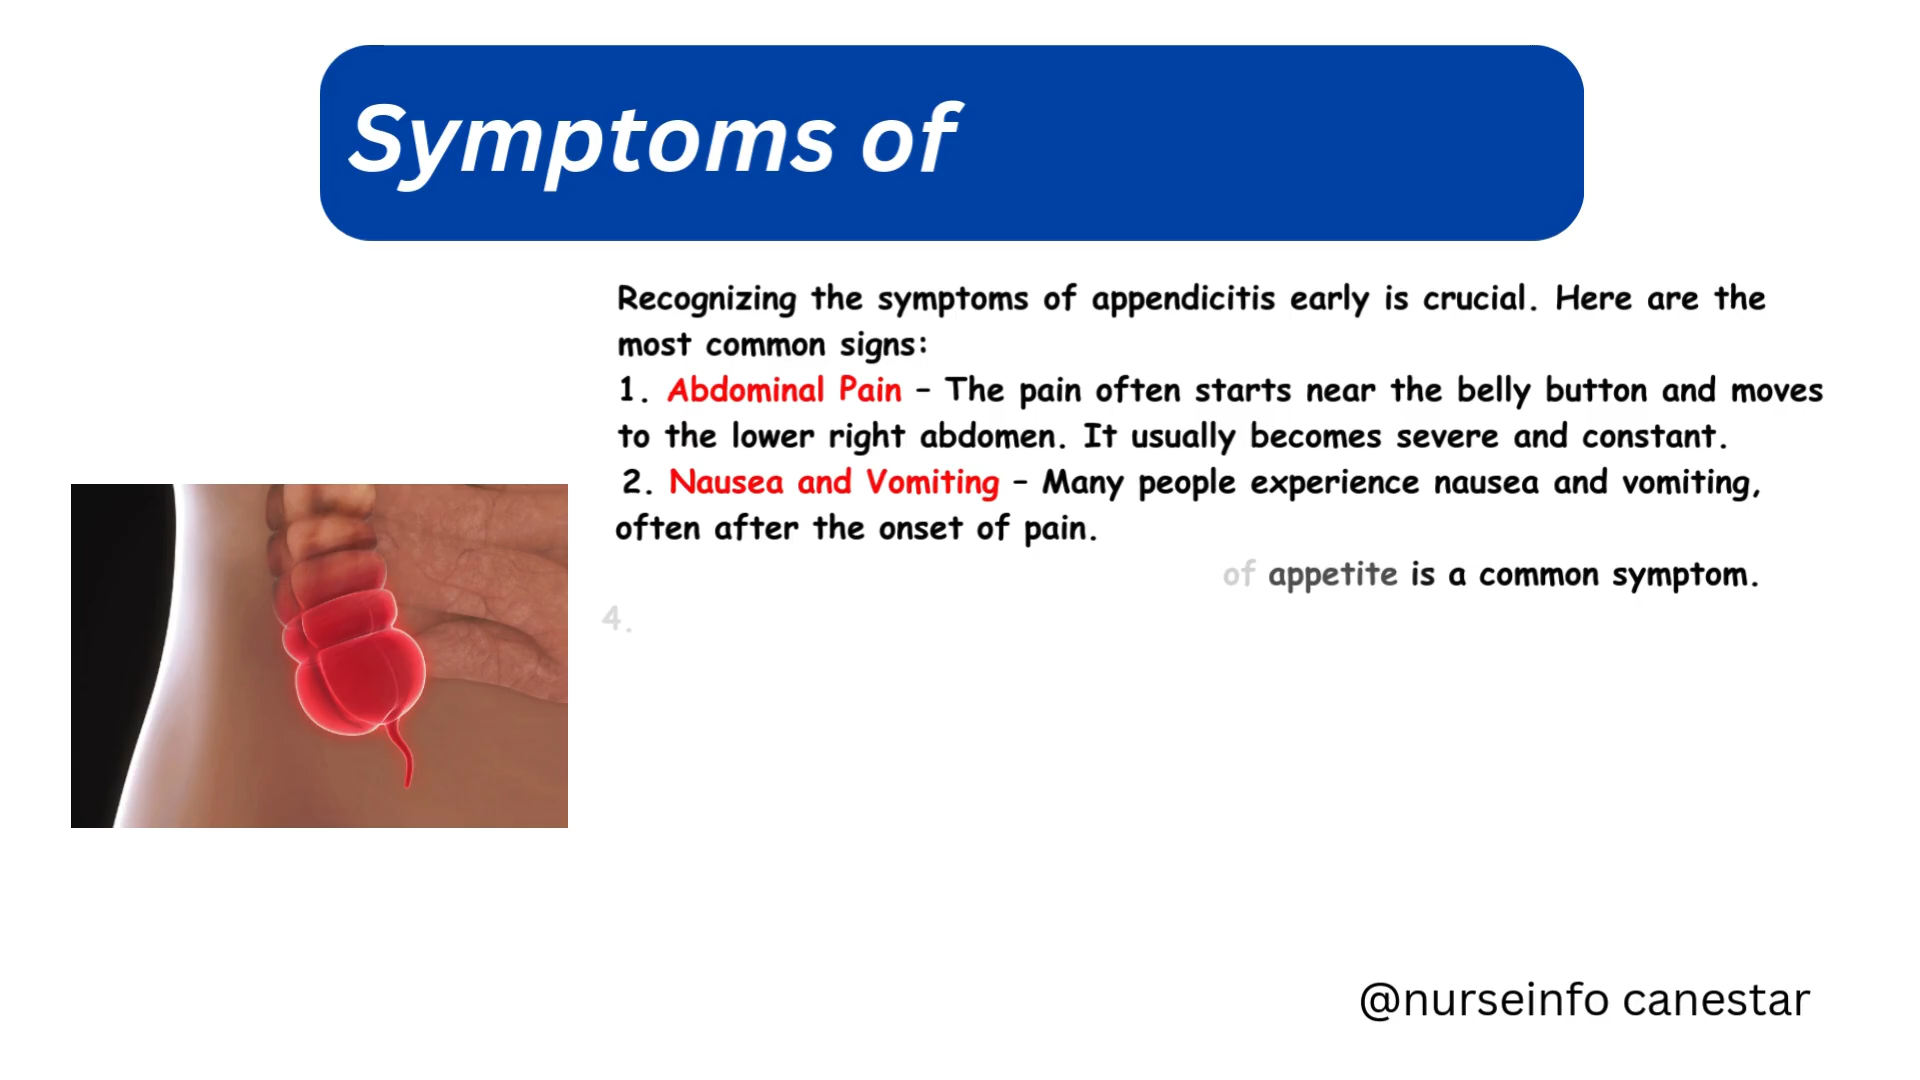 Symptoms of
Recognizing the symptoms of appendicitis early is crucial. Here are the
most common signs:
1. Abdominal Pain – The pain often starts near the belly button and moves
to the lower right abdomen. It usually becomes severe and constant.
2. Nausea and Vomiting – Many people experience nausea and vomiting,
often after the onset of pain.
of appetite is a common symptom.
4.
@nurseinfo canestar